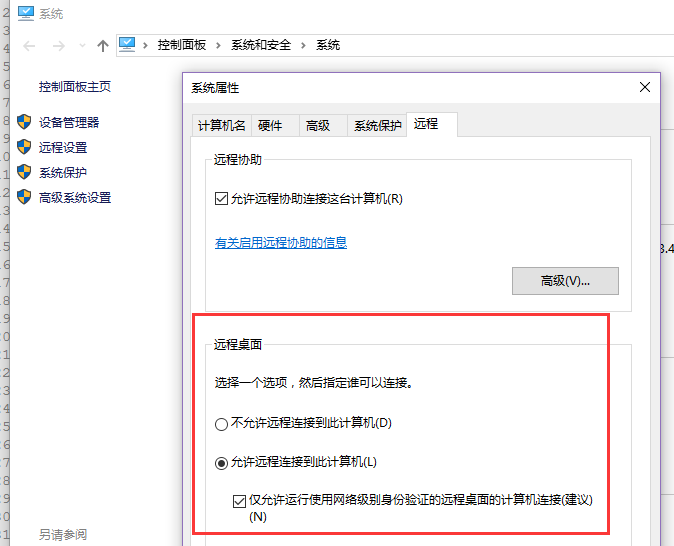 系统
控制面板 › 系统和安全 › 系统
控制面板主页
设备管理器
远程设置
系统保护
高级系统设置
另请参阅
系统属性
计算机名 硬件 高级 系统保护 远程
远程协助
允许远程协助连接这台计算机(R)
有关启用远程协助的信息
高级(V)...
远程桌面
选择一个选项，然后指定谁可以连接。
不允许远程连接到此计算机(D)
允许远程连接到此计算机(L)
仅允许运行使用网络级别身份验证的远程桌面的计算机连接(建议)
(N)
3.4